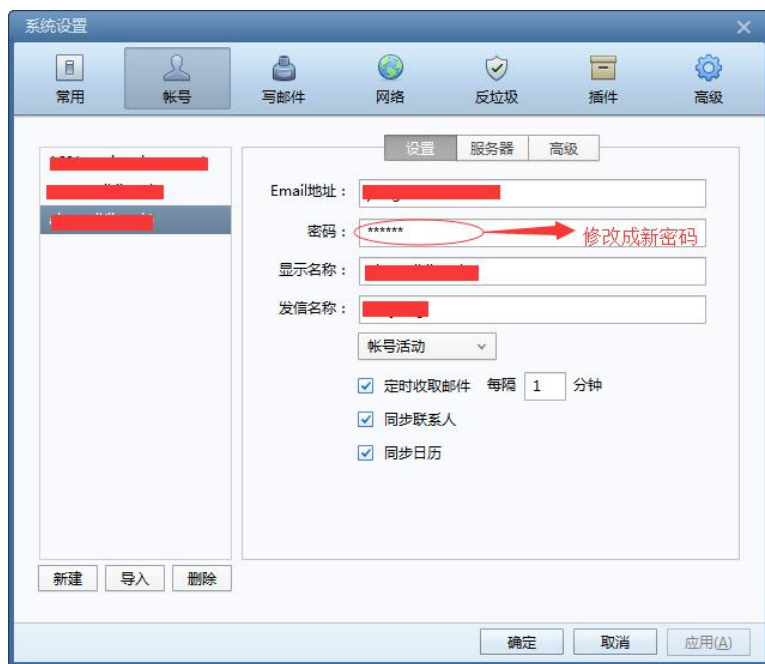 系统设置
常用 帐号 写邮件 网络 反垃圾 插件 高级
设置 服务器 高级
Email地址：
密码： ****** 修改成新密码
显示名称：
发信名称：
帐号活动
定时收取邮件 每隔 1 分钟
同步联系人
同步日历
新建 导入 删除
确定 取消 应用(A)